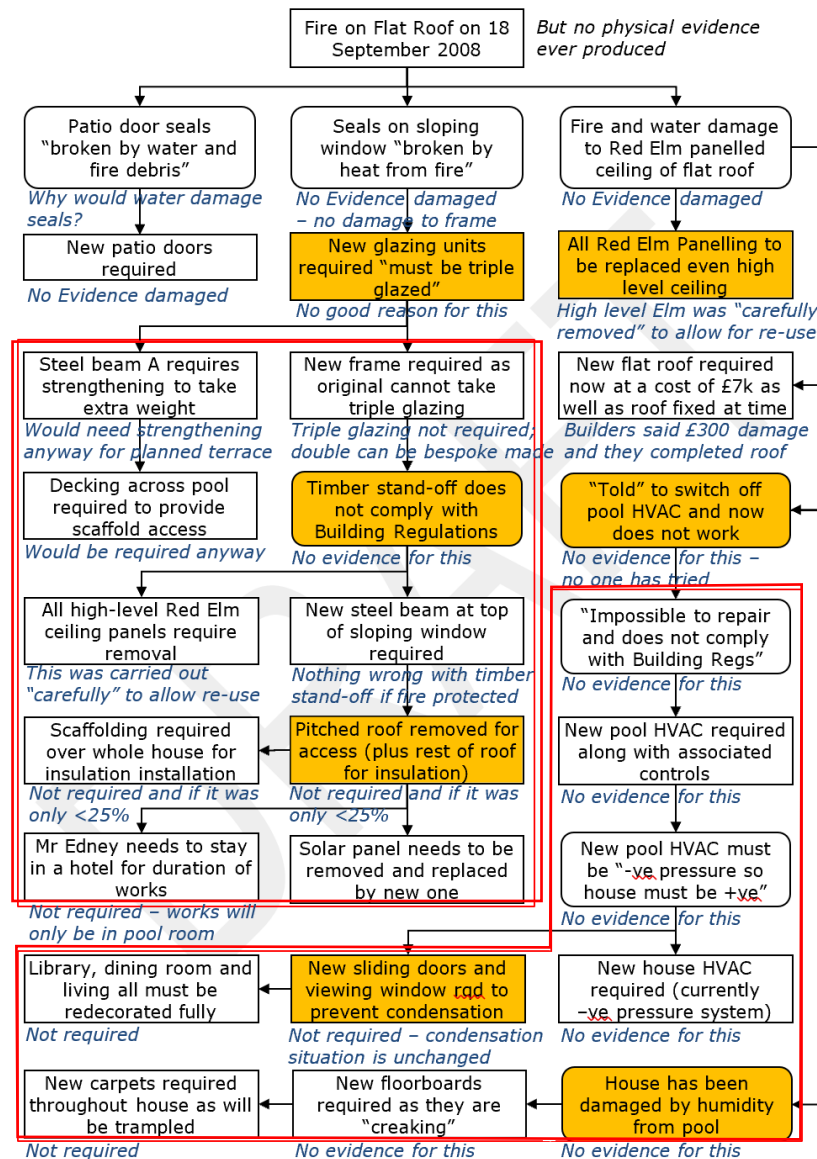 Fire on Flat Roof on 18
September 2008
But no physical evidence
ever produced
Patio door seals
“broken by water and
fire debris”
Why would water damage
seals?
New patio doors
required
No Evidence damaged
Seals on sloping
window “broken by
heat from fire”
No Evidence damaged
– no damage to frame
New glazing units
required “must be triple
glazed”
No good reason for this
Fire and water damage
to Red Elm panelled
ceiling of flat roof
No Evidence damaged
All Red Elm Panelling to
be replaced even high
level ceiling
High level Elm was “carefully
removed” to allow for re-use
Steel beam A requires
strengthening to take
extra weight
Would need strengthening
anyway for planned terrace
Decking across pool
required to provide
scaffold access
Would be required anyway
New frame required as
original cannot take
triple glazing
Triple glazing not required;
double can be bespoke made
Timber stand-off does
not comply with
Building Regulations
No evidence for this
New flat roof required
now at a cost of £7k as
well as roof fixed at time
Builders said £300 damage
and they completed roof
“Told” to switch off
pool HVAC and now
does not work
No evidence for this –
no one has tried
All high-level Red Elm
ceiling panels require
removal
This was carried out
“carefully” to allow re-use
New steel beam at top
of sloping window
required
Nothing wrong with timber
stand-off if fire protected
“Impossible to repair
and does not comply
with Building Regs”
No evidence for this
Scaffolding required
over whole house for
insulation installation
Not required and if it was
only <25%
Pitched roof removed for
access (plus rest of roof
for insulation)
Not required and if it was
only <25%
New pool HVAC required
along with associated
controls
No evidence for this
Mr Edney needs to stay
in a hotel for duration of
works
Not required – works will
only be in pool room
Solar panel needs to be
removed and replaced
by new one
New pool HVAC must
be “-ve pressure so
house must be +ve”
No evidence for this
Library, dining room and
living all must be
redecorated fully
Not required
New sliding doors and
viewing window rqd to
prevent condensation
Not required – condensation
situation is unchanged
New house HVAC
required (currently
–ve pressure system)
No evidence for this
New carpets required
throughout house as will
be trampled
Not required
New floorboards
required as they are
“creaking”
No evidence for this
House has been
damaged by humidity
from pool
No evidence for this
DRAFT